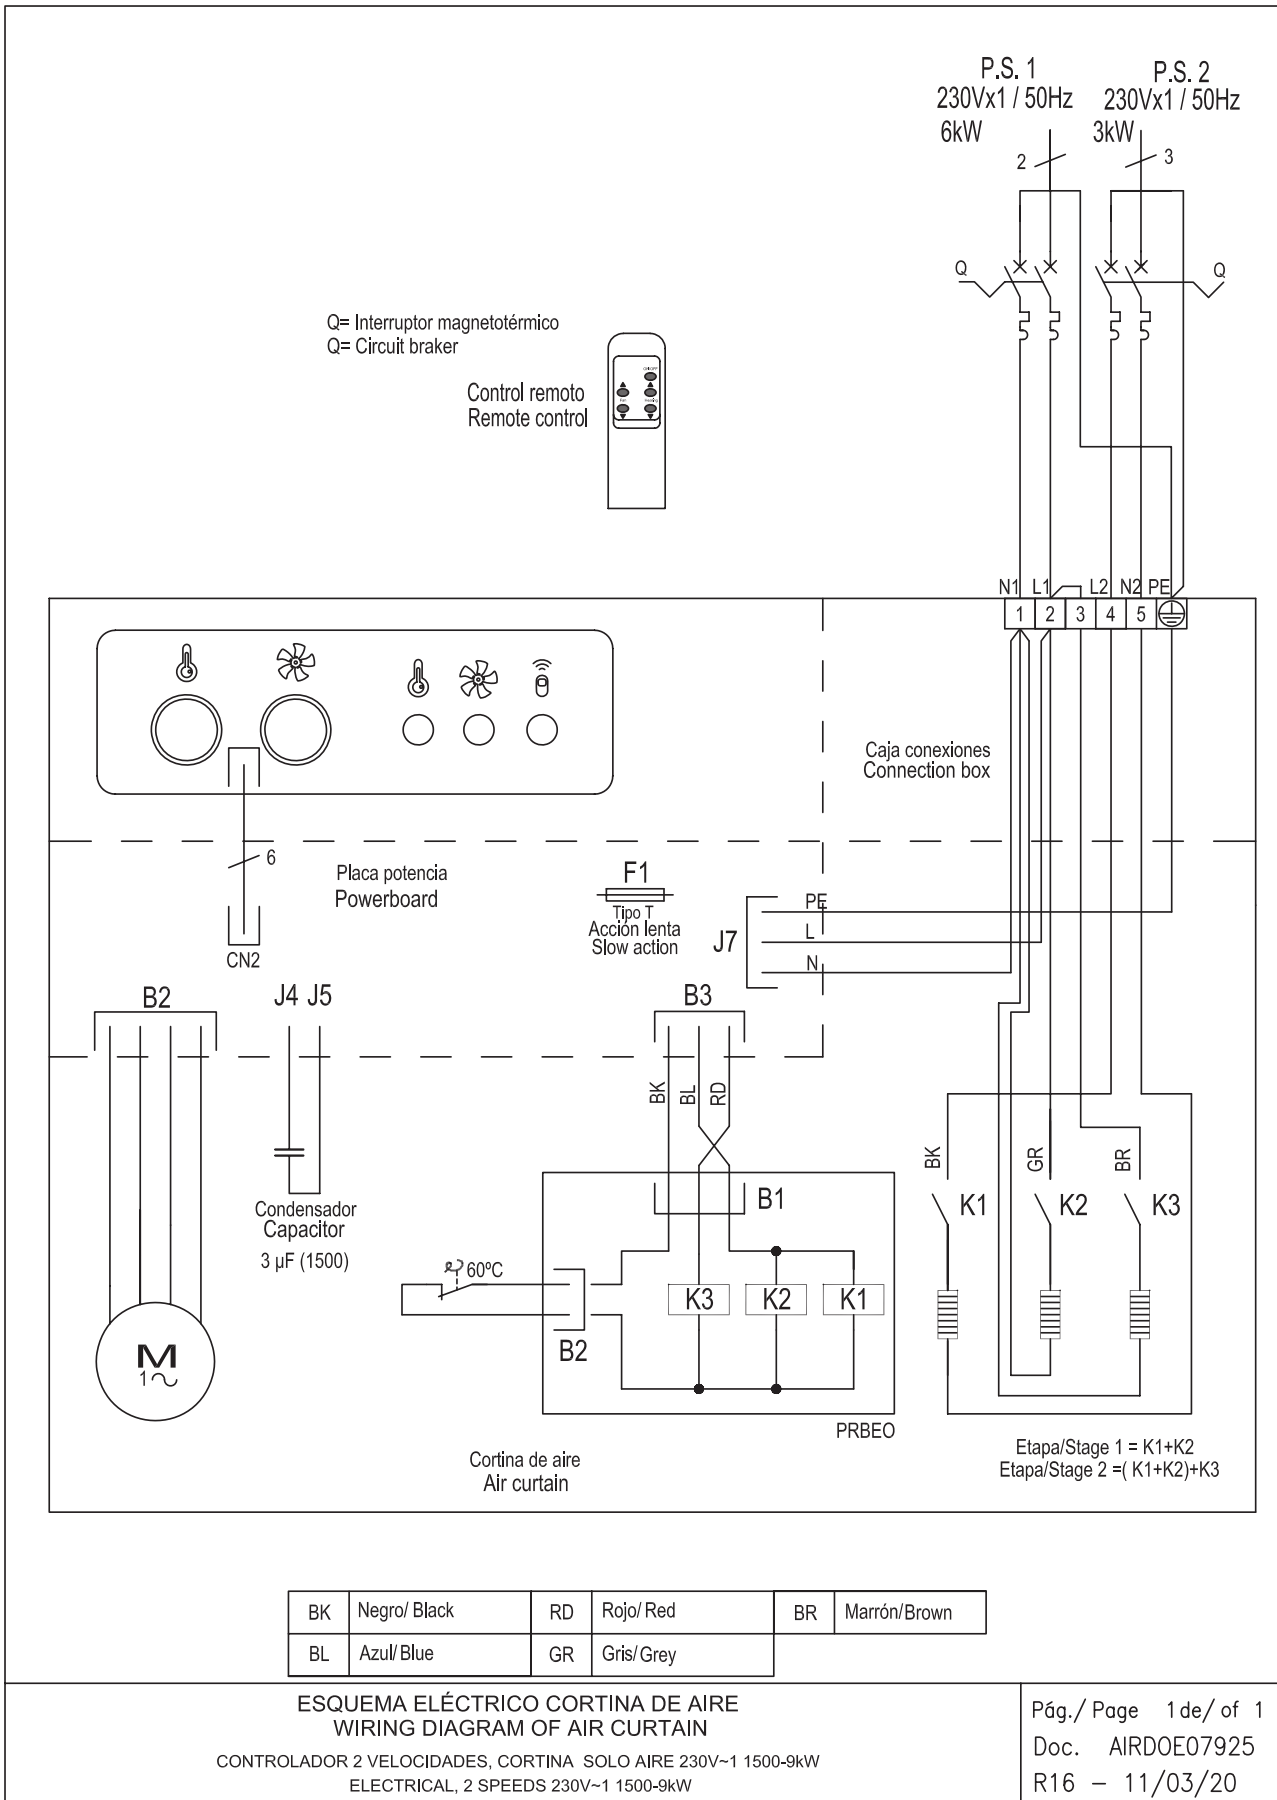 P.S. 1
230Vx1 / 50Hz
6kW
P.S. 2
230Vx1 / 50Hz
3kW
2
3
Q
Q
Q= Interruptor magnetotérmico
Q= Circuit braker
Control remoto
Remote control
ON/OFF
Fan
Heating
N1 L1 L2 N2 PE
1 2 3 4 5
Caja conexiones
Connection box
6
Placa potencia
Powerboard
CN2
F1
Tipo T
Acción lenta
Slow action
J7
PE
L
N
B2
J4 J5
B3
BK
BL
RD
Condensador
Capacitor
3 µF (1500)
B1
60ºC
B2
K3
K2
K1
PRBEO
BK
GR
BR
K1
K2
K3
M
1
Cortina de aire
Air curtain
Etapa/Stage 1 = K1+K2
Etapa/Stage 2 =( K1+K2)+K3
BK Negro/ Black RD Rojo/ Red BR Marrón/Brown
BL Azul/ Blue GR Gris/ Grey
ESQUEMA ELÉCTRICO CORTINA DE AIRE
WIRING DIAGRAM OF AIR CURTAIN
CONTROLADOR 2 VELOCIDADES, CORTINA SOLO AIRE 230V~1 1500-9kW
ELECTRICAL, 2 SPEEDS 230V~1 1500-9kW
Pág./ Page 1 de/ of 1
Doc. AIRDOE07925
R16 - 11/03/20